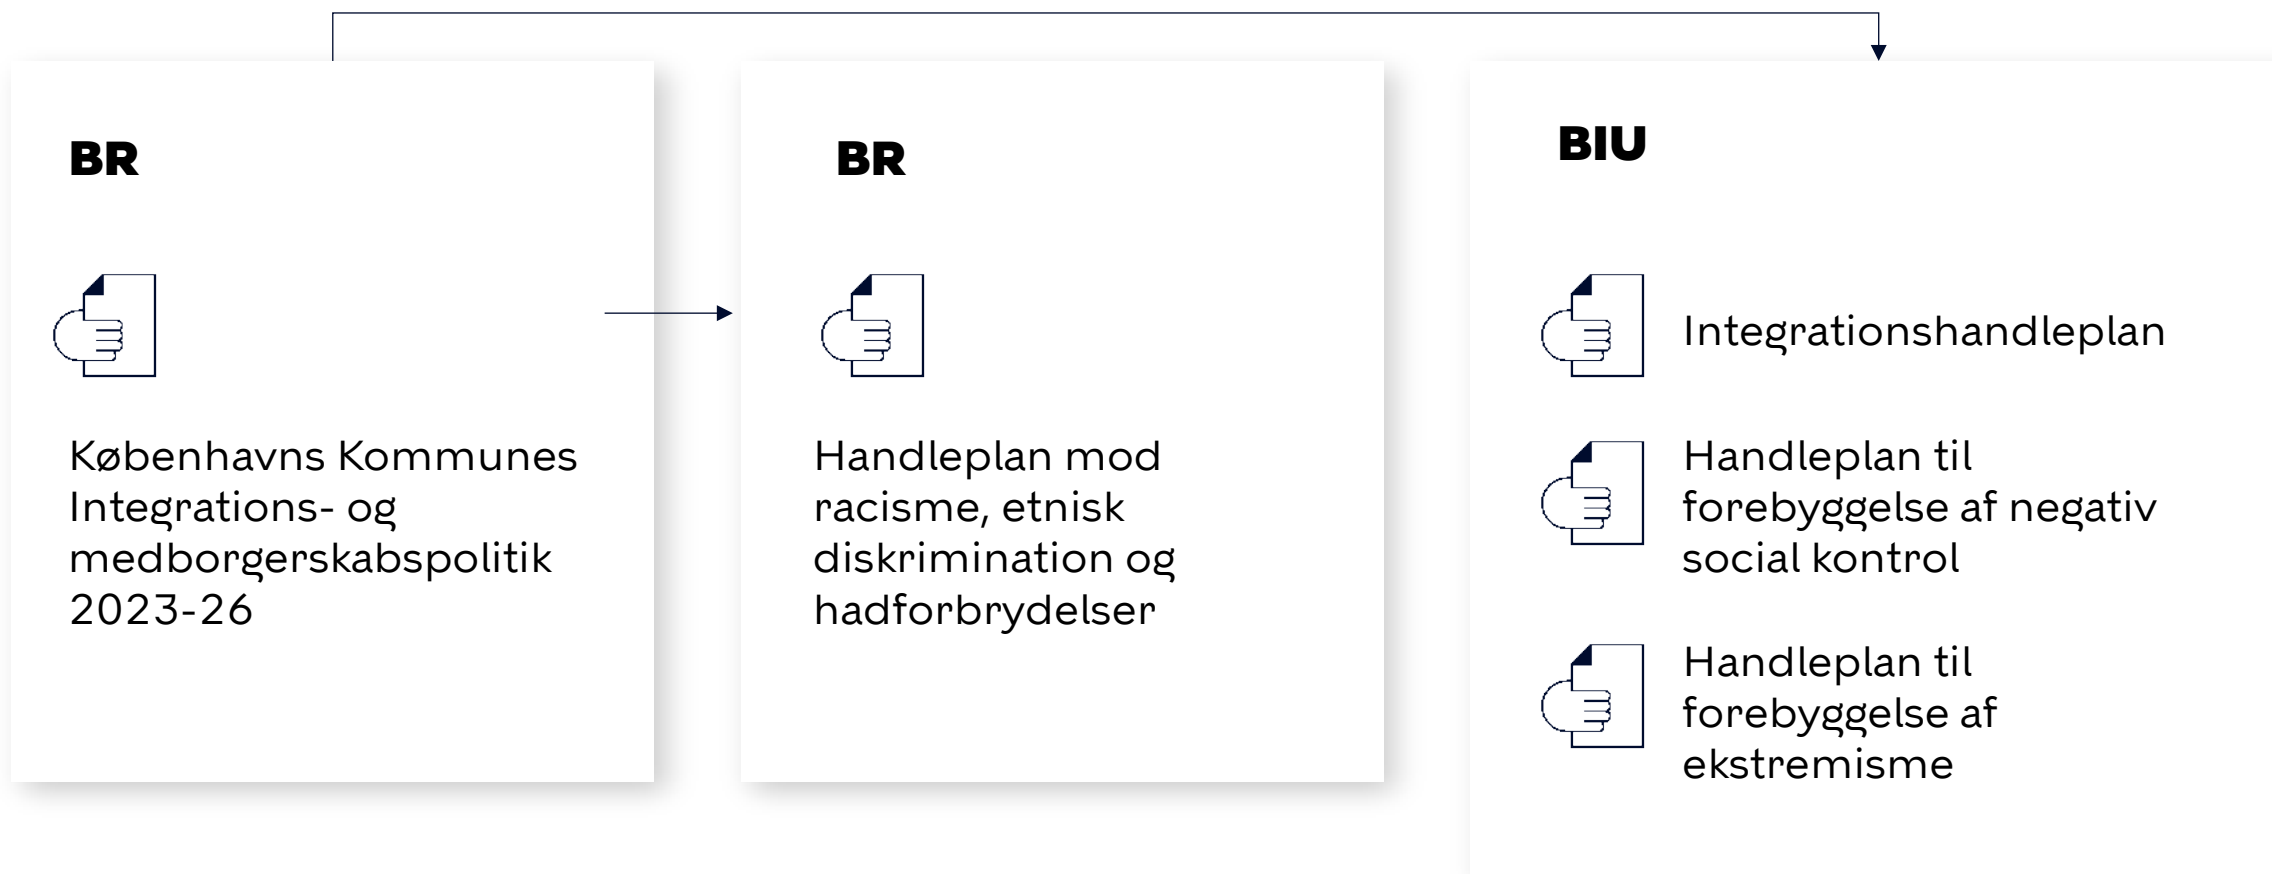 BR
Københavns Kommunes
Integrations- og
medborgerskabspolitik
2023-26
BR
Handleplan mod
racisme, etnisk
diskrimination og
hadforbrydelser
BIU
Integrationshandleplan
Handleplan til
forebyggelse af negativ
social kontrol
Handleplan til
forebyggelse af
ekstremisme